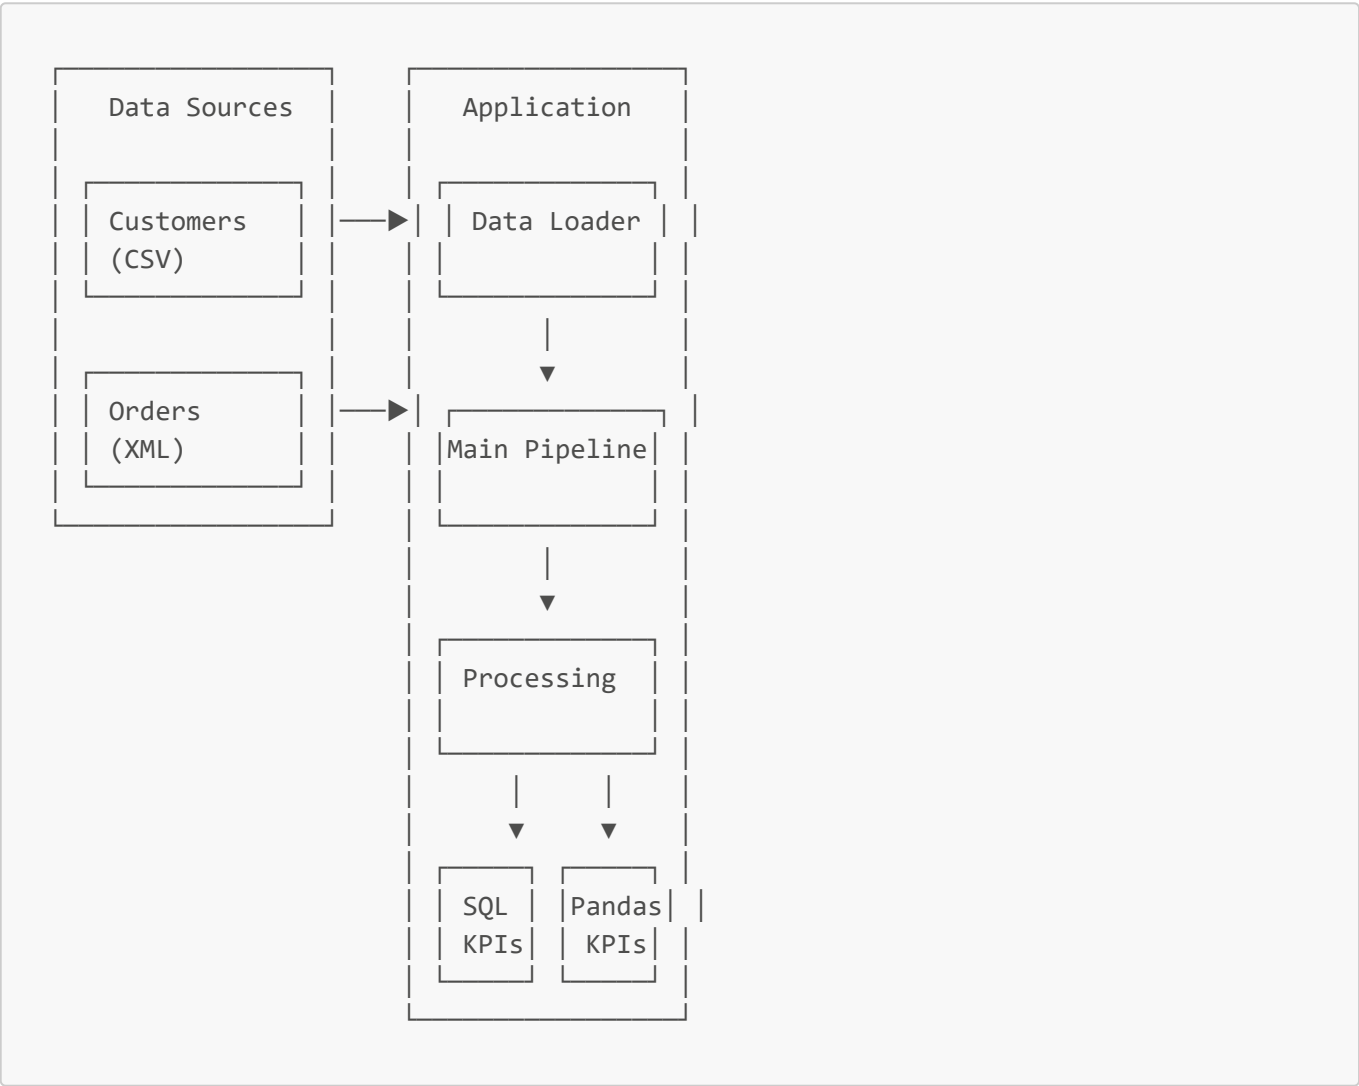 Data Sources
Application
Customers
(CSV)
Data Loader
Orders
(XML)
Main Pipeline
Processing
SQL
KPIs
Pandas
KPIs